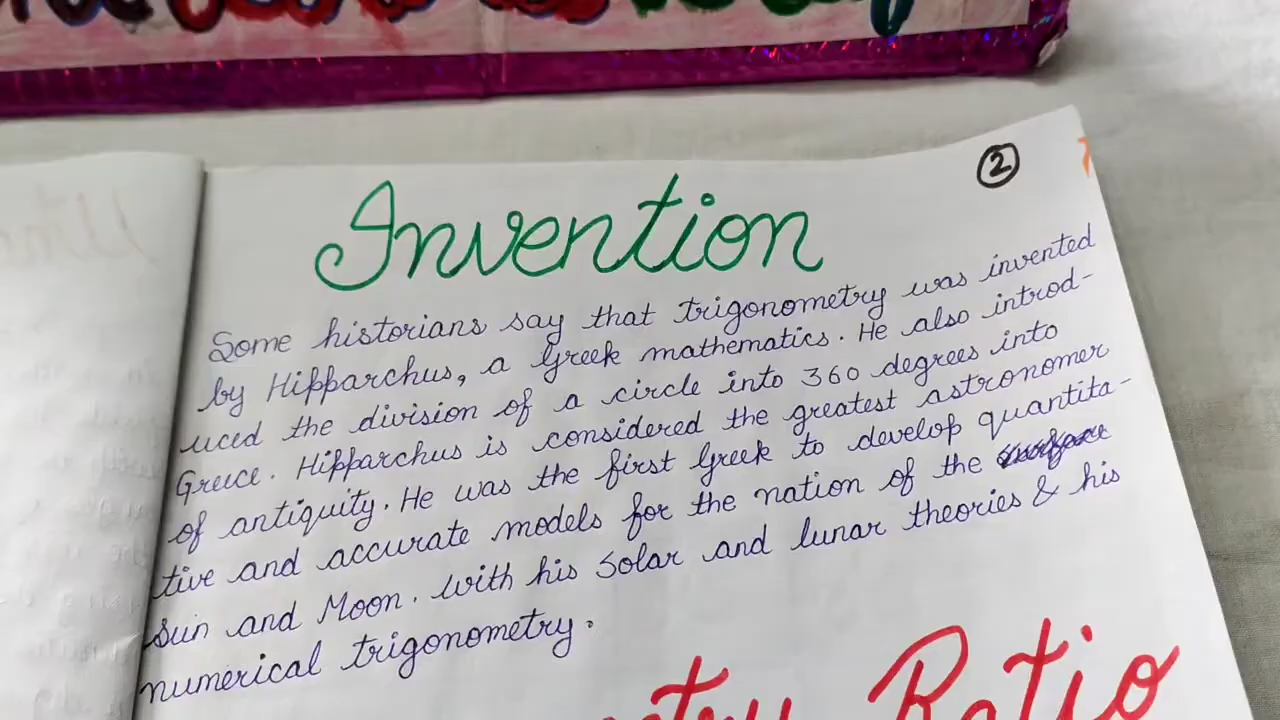 ②
Invention
Some historians say that trigonometry was invented
by Hipparchus, a Greek mathematics. He also introd-
uced the division of a circle into 360 degrees into
Greece. Hipparchus is considered the greatest astronomer
of antiquity. He was the first Greek to develop quantita-
tive and accurate models for the nation of the
Sun and Moon. with his solar and lunar theories & his
numerical trigonometry.
Ratio